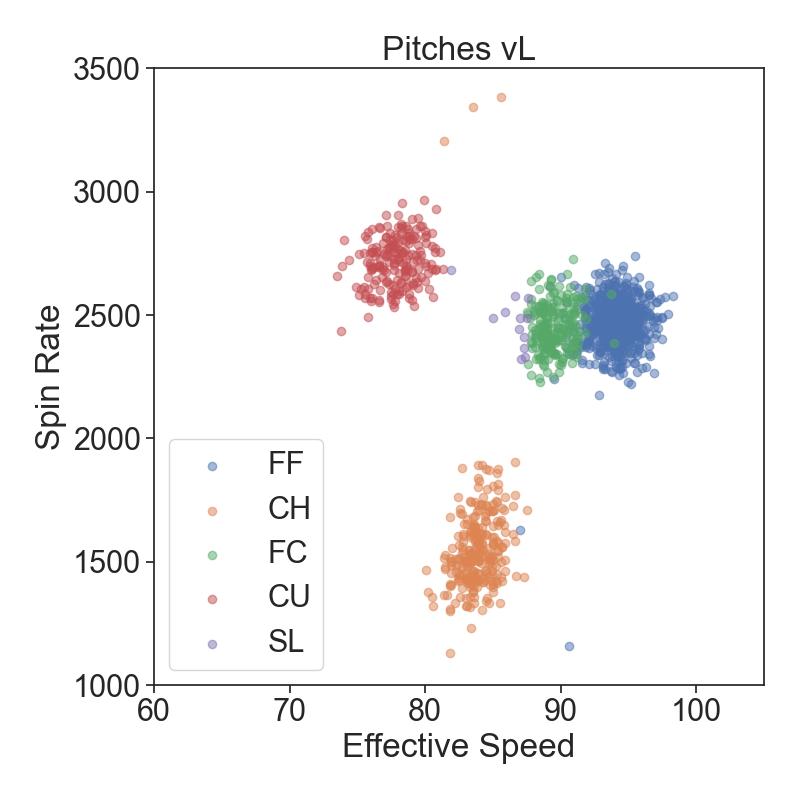 Pitches vL
Spin Rate
3500
3000
2500
2000
1500
1000
FF
CH
FC
CU
SL
60 70 80 90 100
Effective Speed